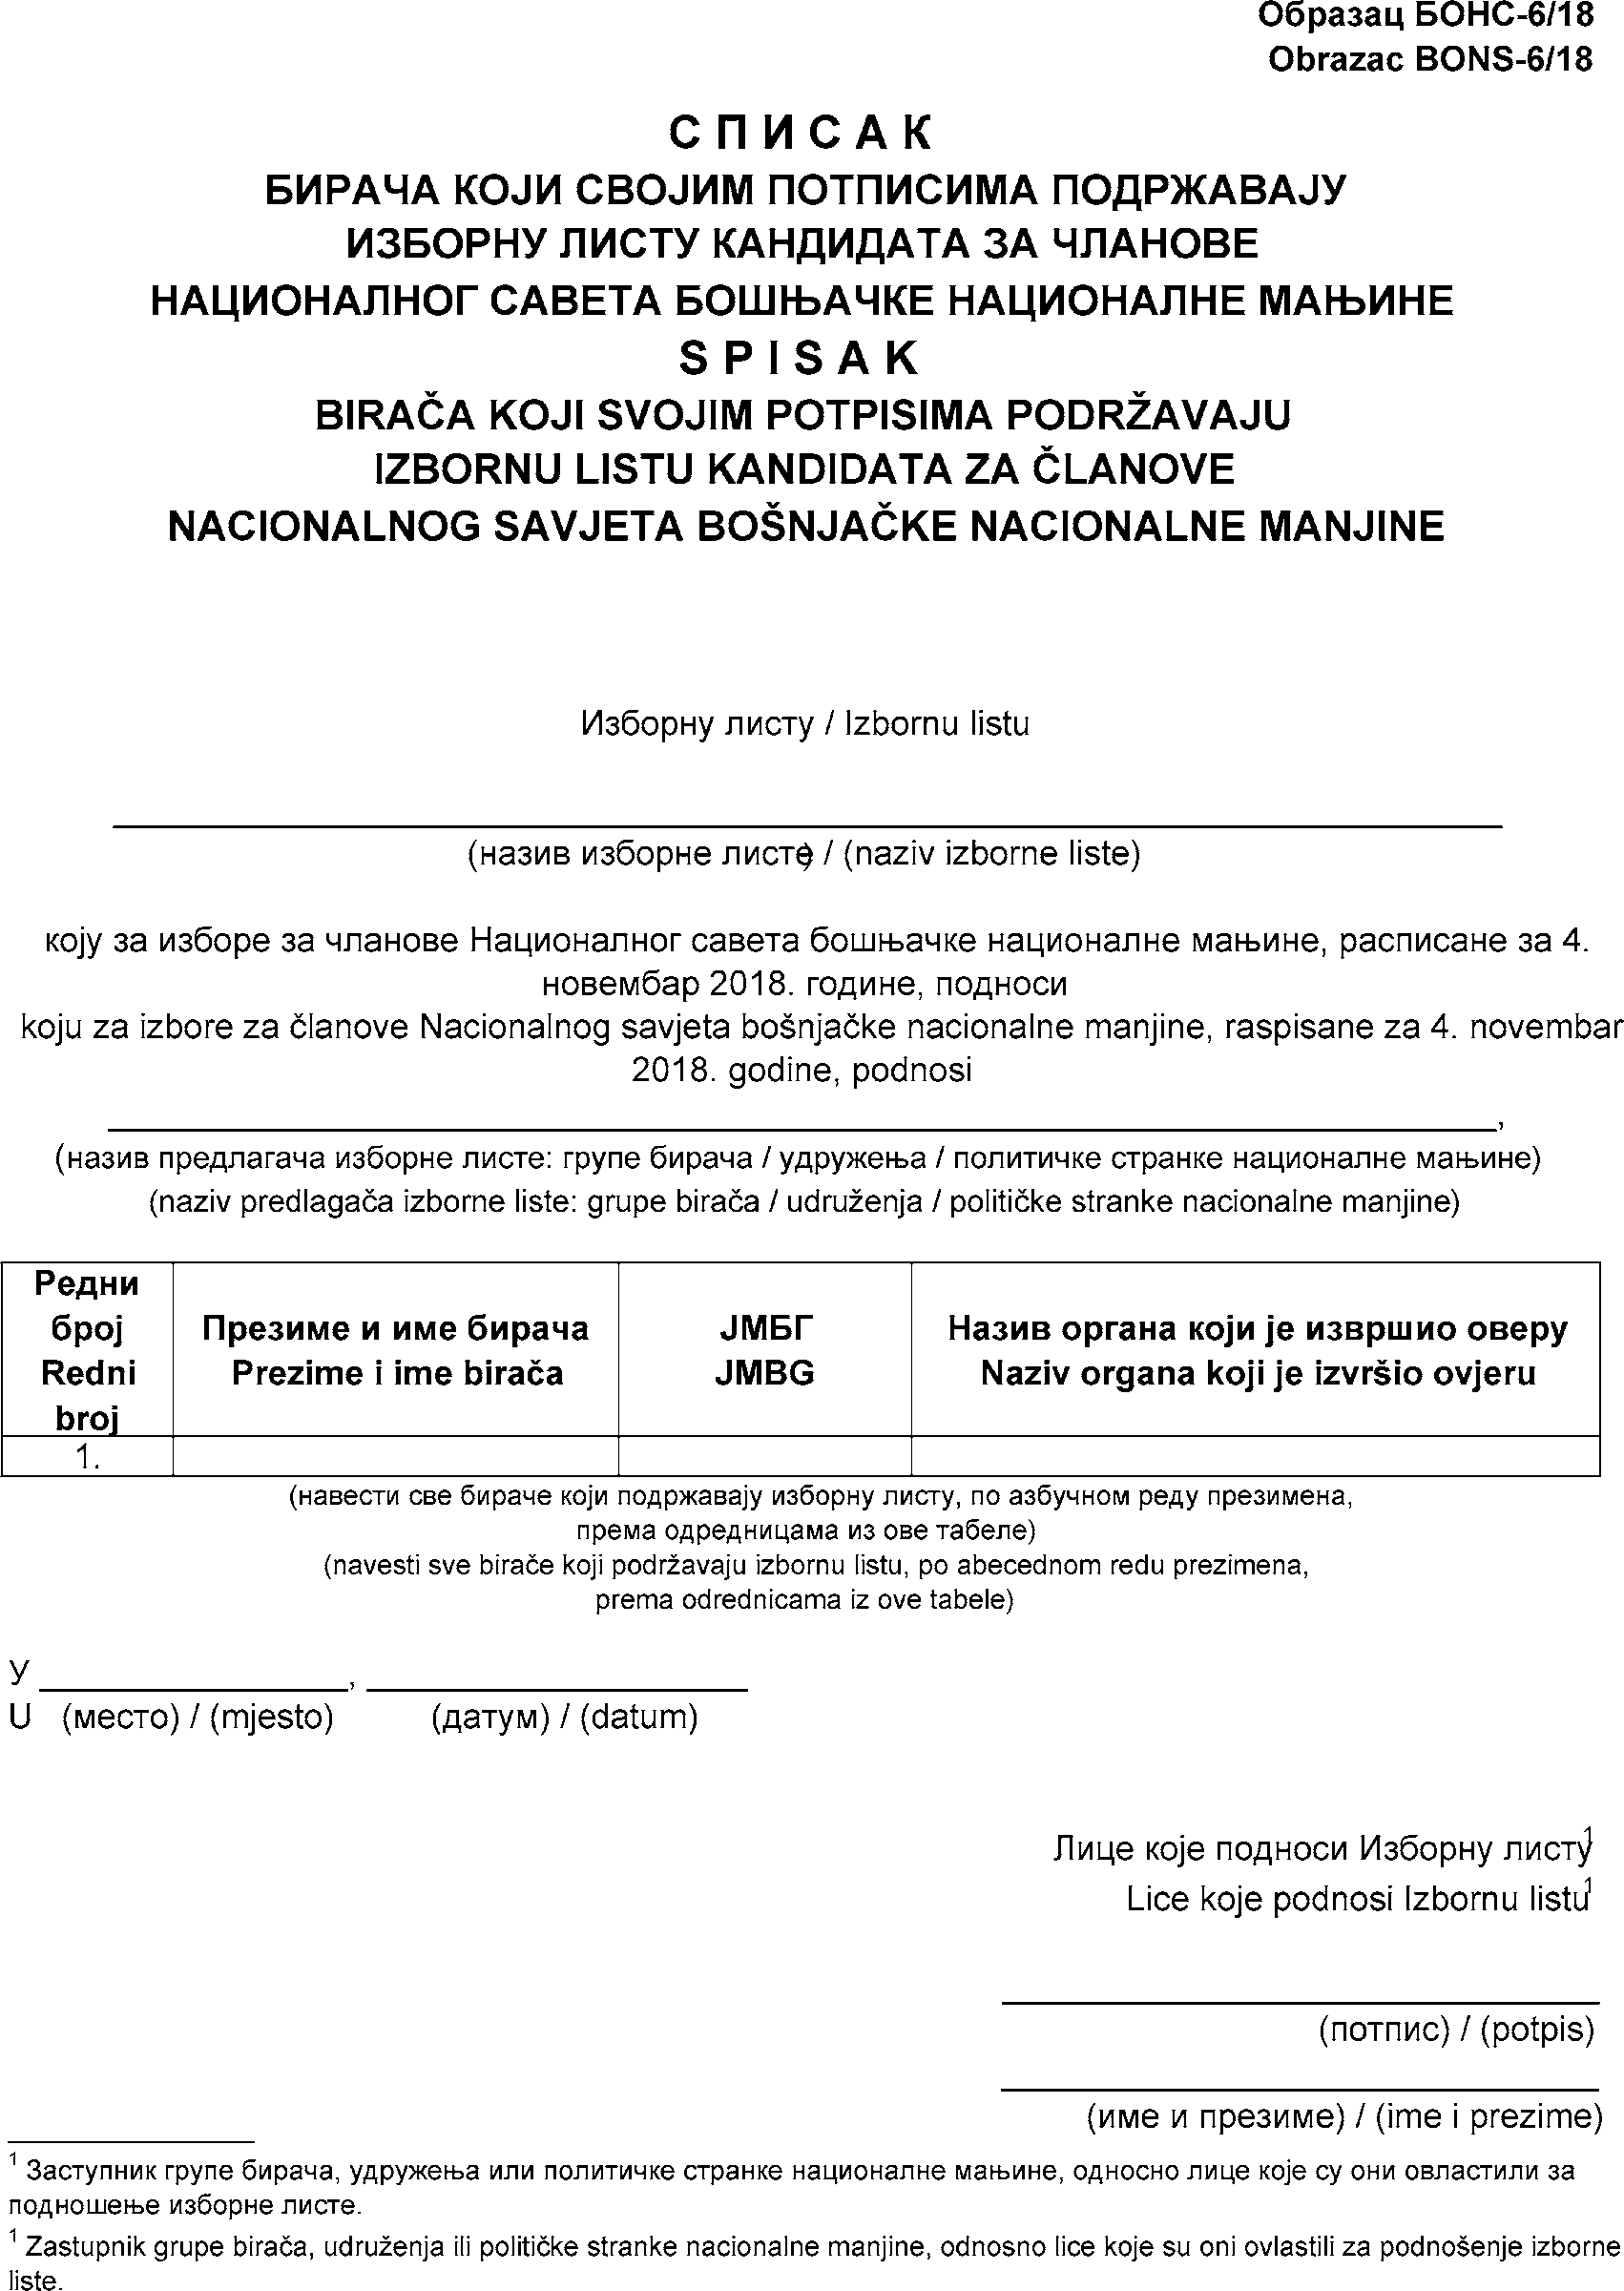 Образац БОНС-6/18
Obrazac BONS-6/18
С П И С А К
БИРАЧА КОЈИ СВОЈИМ ПОТПИСИМА ПОДРЖАВАЈУ
ИЗБОРНУ ЛИСТУ КАНДИДАТА ЗА ЧЛАНОВЕ
НАЦИОНАЛНОГ САВЕТА БОШЊАЧКЕ НАЦИОНАЛНЕ МАЊИНЕ
S P I S A K
BIRAČA KOJI SVOJIM POTPISIMA PODRŽAVAJU
IZBORNU LISTU KANDIDATA ZA ČLANOVE
NACIONALNOG SAVJETA BOŠNJAČKE NACIONALNE MANJINE
Изборну листу / Izbornu listu
(назив изборне листе) / (naziv izborne liste)
коју за изборе за чланове Националног савета бошњачке националне мањине, расписане за 4.
новембар 2018. године, подноси
koju za izbore za članove Nacionalnog savjeta bošnjačke nacionalne manjine, raspisane za 4. novembar
2018. godine, podnosi
,
(назив предлагача изборне листе: групе бирача / удружења / политичке странке националне мањине)
(naziv predlagača izborne liste: grupe birača / udruženja / političke stranke nacionalne manjine)
Редни
број
Redni
broj
Презиме и име бирача
Prezime i ime birača
ЈМБГ
JMBG
Назив органа који је извршио оверу
Naziv organa koji je izvršio ovjeru
1.
(навести све бираче који подржавају изборну листу, по азбучном реду презимена,
према одредницама из ове табеле)
(navesti sve birače koji podržavaju izbornu listu, po abecednom redu prezimena,
prema odrednicama iz ove tabele)
У ____________, ____________
U (место) / (mjesto) (датум) / (datum)
Лице које подноси Изборну листу1
Lice koje podnosi Izbornu listu1
(потпис) / (potpis)
(име и презиме) / (ime i prezime)
1 Заступник групе бирача, удружења или политичке странке националне мањине, односно лице које су они овластили за
подношење изборне листе.
1 Zastupnik grupe birača, udruženja ili političke stranke nacionalne manjine, odnosno lice koje su oni ovlastili za podnošenje izborne
liste.